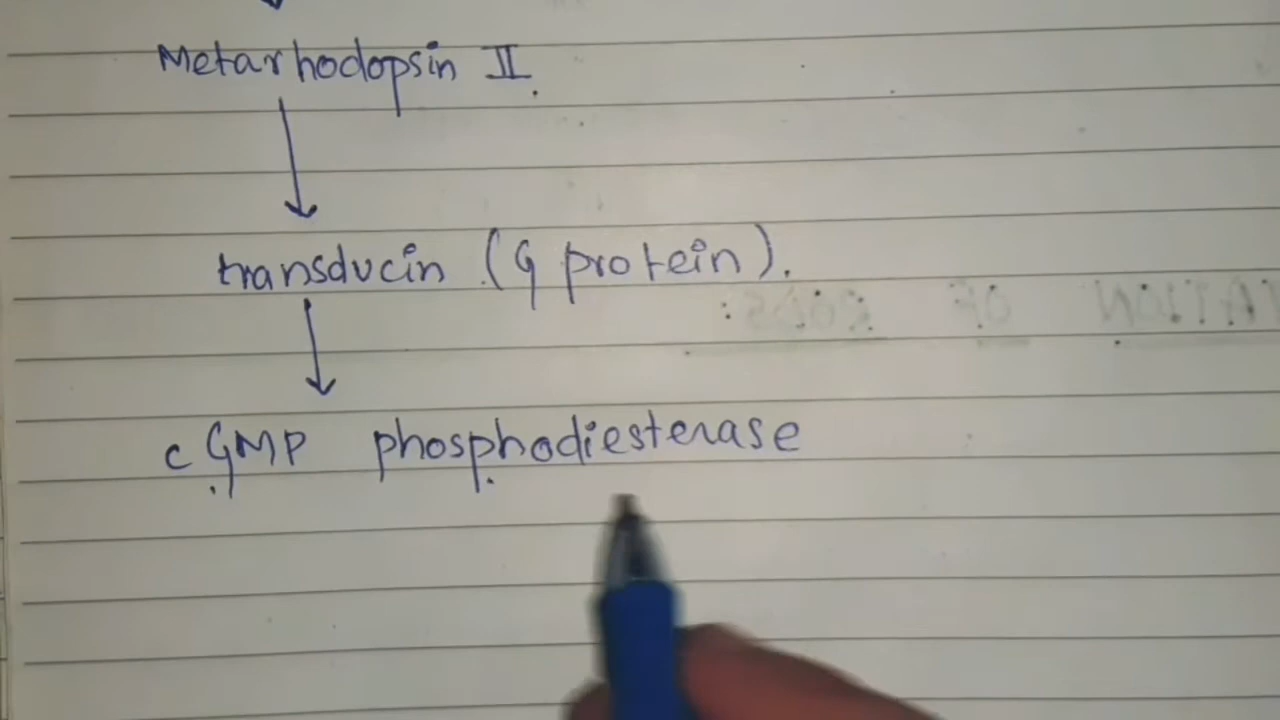 Metarhodopsin II.
transducin (G protein).
cGMP phosphodiesterase